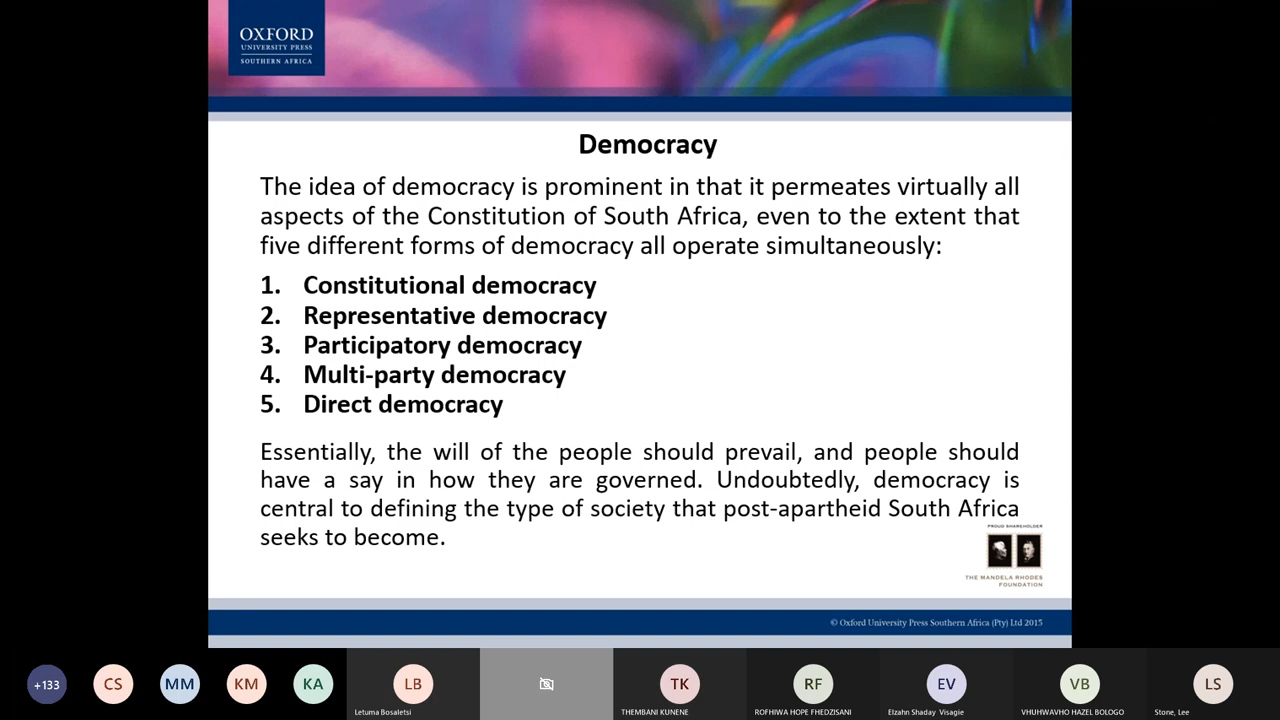 OXFORD
UNIVERSITY PRESS
SOUTHERN AFRICA
Democracy
The idea of democracy is prominent in that it permeates virtually all
aspects of the Constitution of South Africa, even to the extent that
five different forms of democracy all operate simultaneously:
1. Constitutional democracy
2. Representative democracy
3. Participatory democracy
4. Multi-party democracy
5. Direct democracy
Essentially, the will of the people should prevail, and people should
have a say in how they are governed. Undoubtedly, democracy is
central to defining the type of society that post-apartheid South Africa
seeks to become.
PROUD SHAREHOLDER
THE MANDELA RHODES
FOUNDATION
© Oxford University Press Southern Africa (Pty) Ltd 2015
+133 CS MM KM KA LB TK RF EV VB LS
Letuma Bosaletsi THEMBANI KUNENE ROFHIWA HOPE FHEDZISANI Elzahn Shaday Visagie VHUHWAVHO HAZEL BOLOGO Stone, Lee